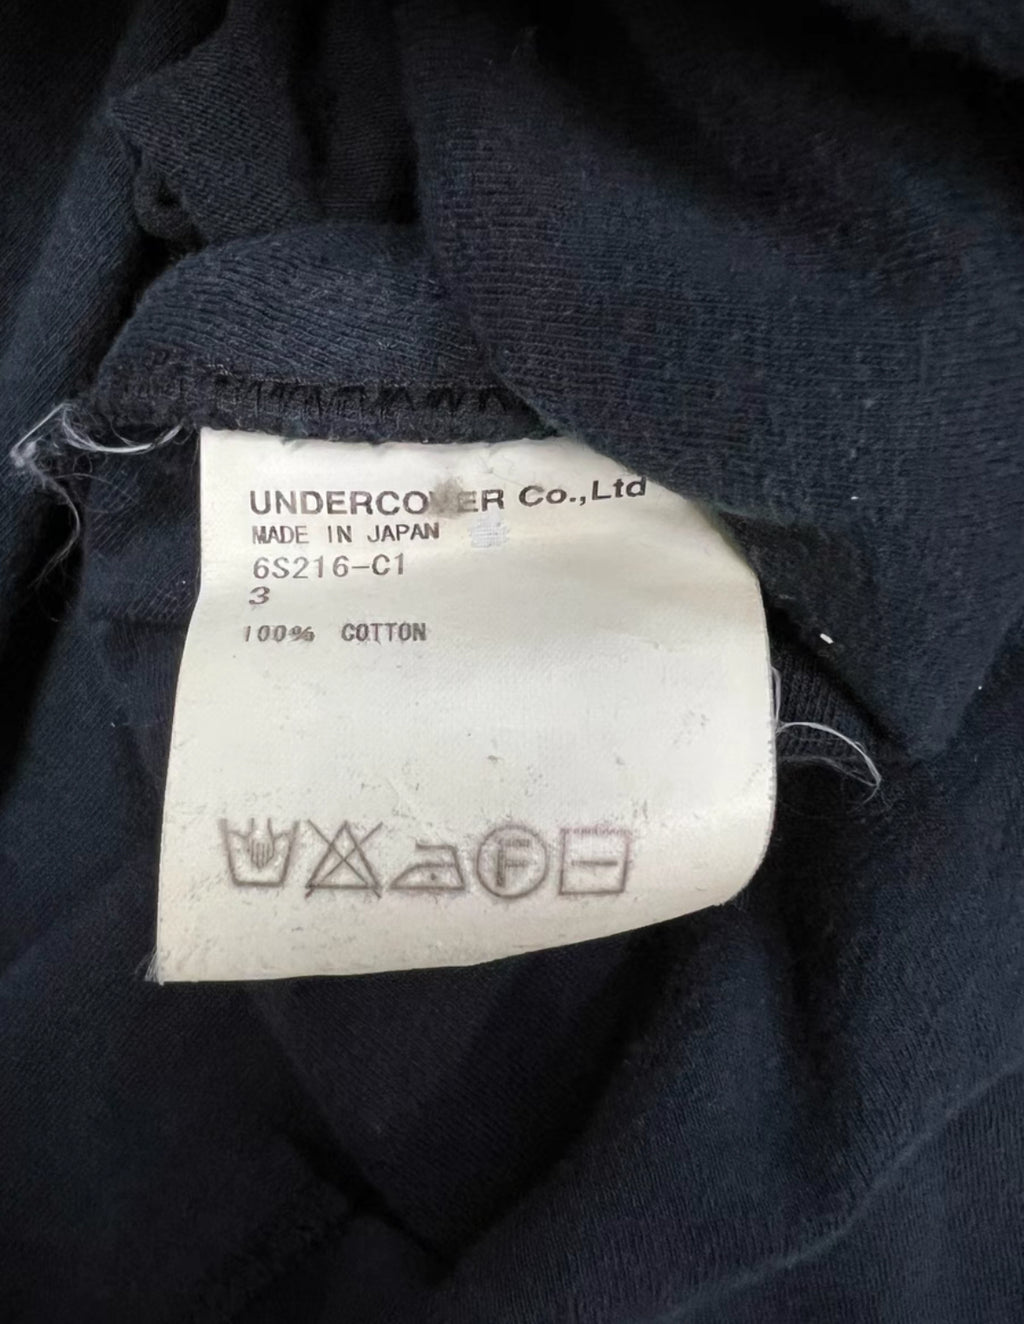 UNDERCOVER Co.,Ltd
MADE IN JAPAN
6S216-C1
3
100% COTTON
F